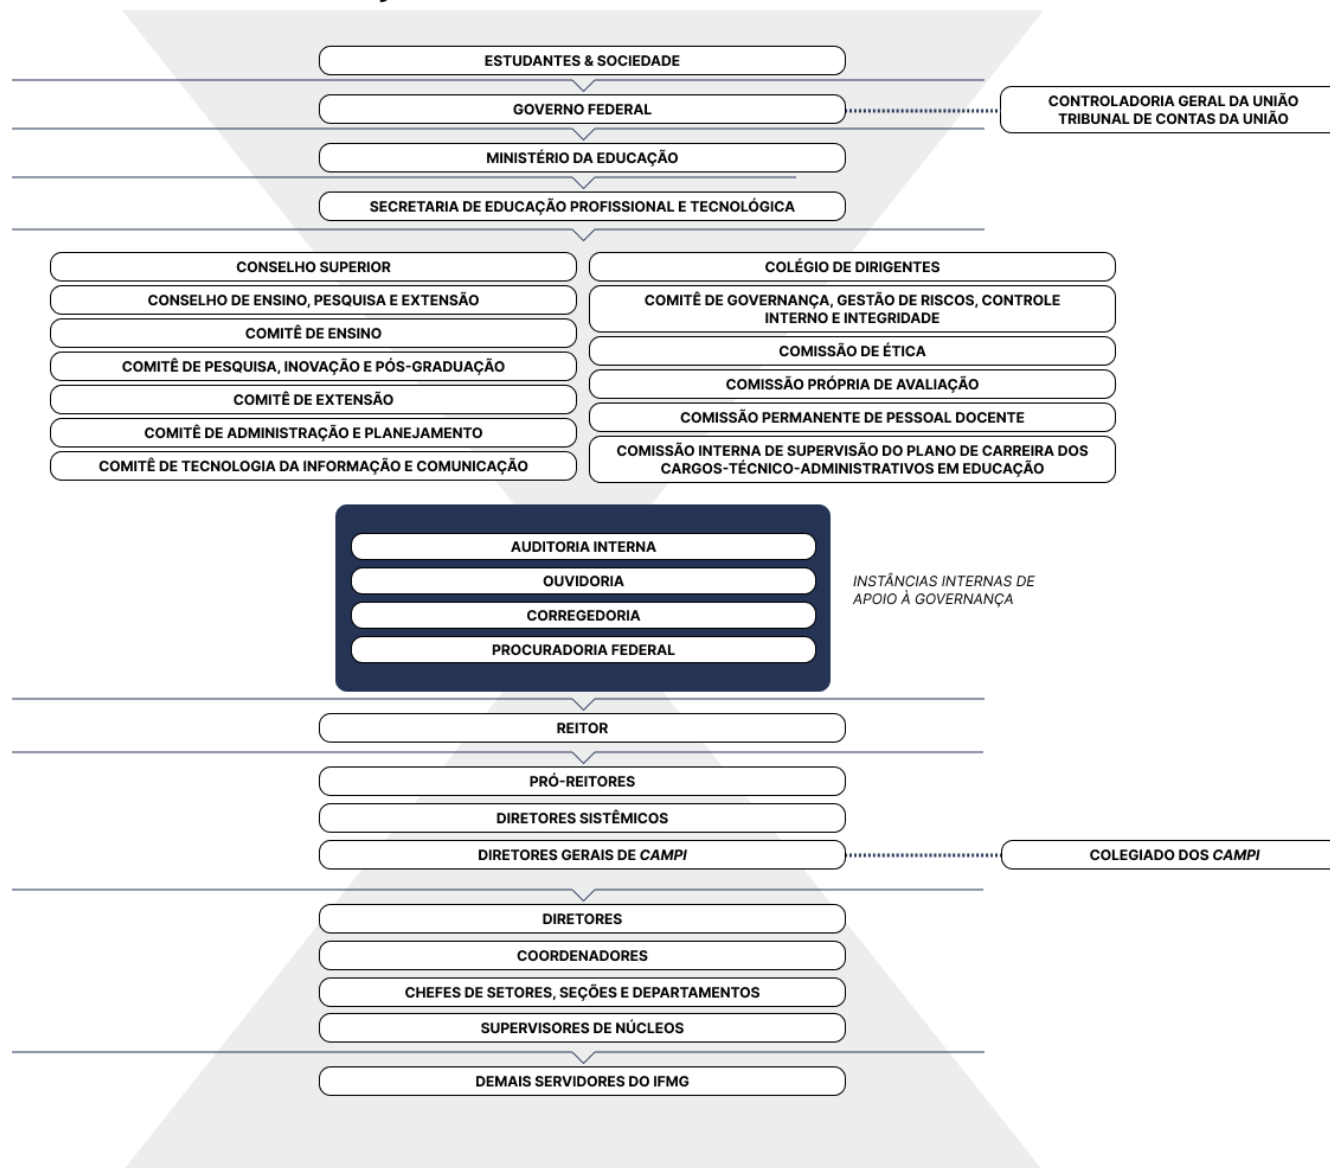 ESTUDANTES & SOCIEDADE
GOVERNO FEDERAL
CONTROLADORIA GERAL DA UNIÃO
TRIBUNAL DE CONTAS DA UNIÃO
MINISTÉRIO DA EDUCAÇÃO
SECRETARIA DE EDUCAÇÃO PROFISSIONAL E TECNOLÓGICA
CONSELHO SUPERIOR
CONSELHO DE ENSINO, PESQUISA E EXTENSÃO
COMITÊ DE ENSINO
COMITÊ DE PESQUISA, INOVAÇÃO E PÓS-GRADUAÇÃO
COMITÊ DE EXTENSÃO
COMITÊ DE ADMINISTRAÇÃO E PLANEJAMENTO
COMITÊ DE TECNOLOGIA DA INFORMAÇÃO E COMUNICAÇÃO
COLÉGIO DE DIRIGENTES
COMITÊ DE GOVERNANÇA, GESTÃO DE RISCOS, CONTROLE
INTERNO E INTEGRIDADE
COMISSÃO DE ÉTICA
COMISSÃO PRÓPRIA DE AVALIAÇÃO
COMISSÃO PERMANENTE DE PESSOAL DOCENTE
COMISSÃO INTERNA DE SUPERVISÃO DO PLANO DE CARREIRA DOS
CARGOS-TÉCNICO-ADMINISTRATIVOS EM EDUCAÇÃO
AUDITORIA INTERNA
OUVIDORIA
CORREGEDORIA
PROCURADORIA FEDERAL
INSTÂNCIAS INTERNAS DE
APOIO À GOVERNANÇA
REITOR
PRÓ-REITORES
DIRETORES SISTÊMICOS
DIRETORES GERAIS DE CAMPI
COLEGIADO DOS CAMPI
DIRETORES
COORDENADORES
CHEFES DE SETORES, SEÇÕES E DEPARTAMENTOS
SUPERVISORES DE NÚCLEOS
DEMAIS SERVIDORES DO IFMG